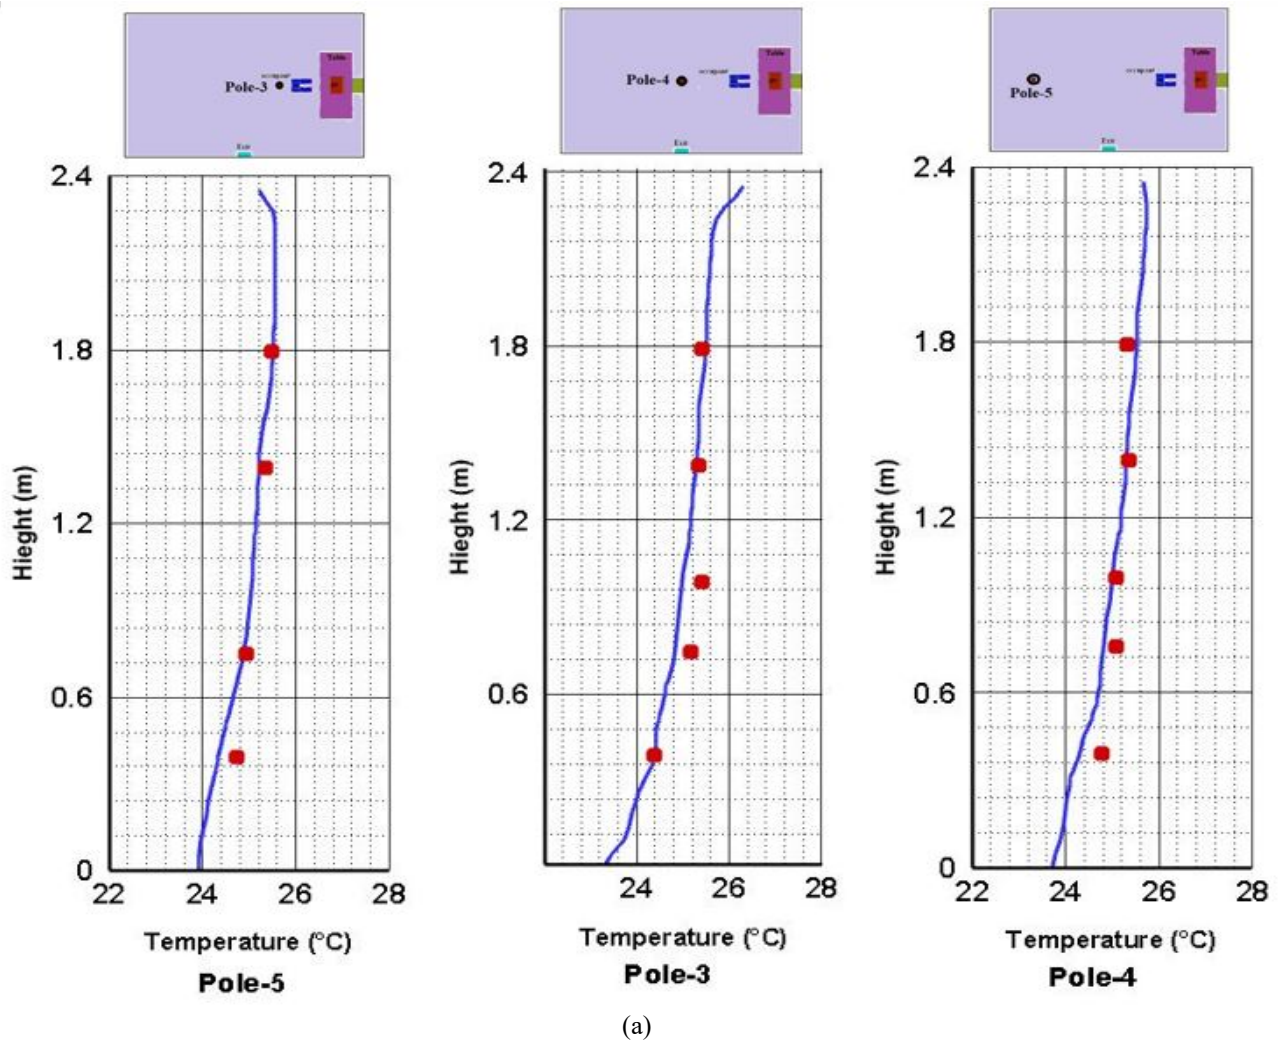 Table
occupant
Pole-3
Exit
2.4
1.8
1.2
0.6
0
22
24
26
28
Hieght (m)
Temperature (°C)
Pole-5
Table
Pole-4
2.4
1.8
1.2
0.6
24
26
28
Hieght (m)
Temperature (°C)
Pole-3
Table
Pole-5
2.4
1.8
1.2
0.6
0
22
24
26
28
Hieght (m)
Temperature (°C)
Pole-4
(a)